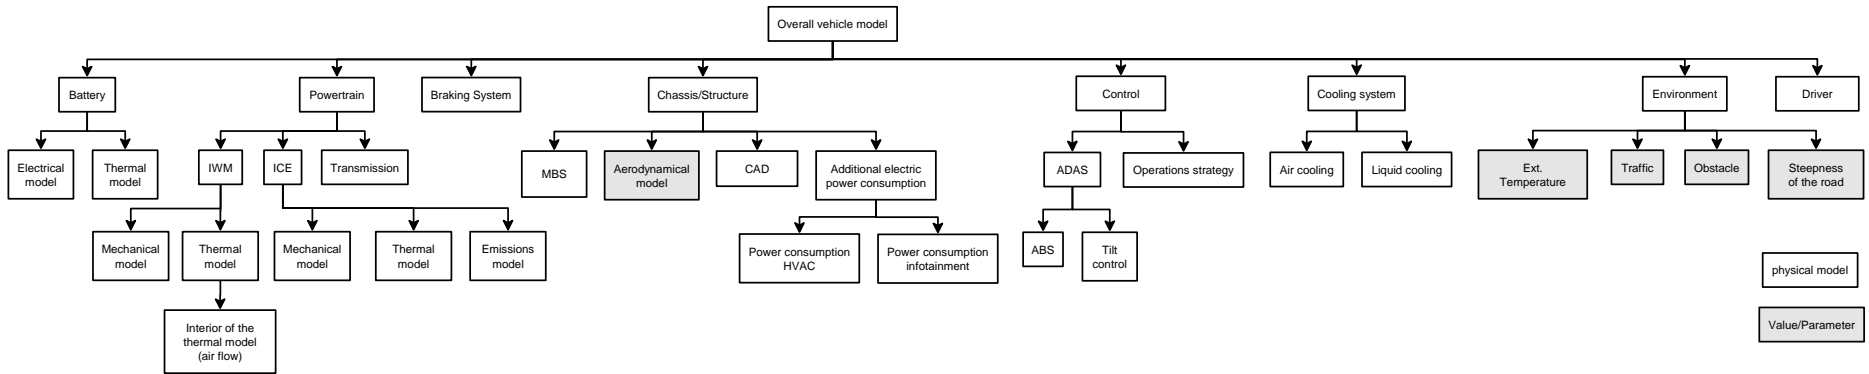 Overall vehicle model
Battery
Powertrain
Braking System
Chassis/Structure
Control
Cooling system
Environment
Driver
Electrical
model
Thermal
model
IWM
ICE
Transmission
MBS
Aerodynamical
model
CAD
Additional electric
power consumption
ADAS
Operations strategy
Air cooling
Liquid cooling
Ext.
Temperature
Traffic
Obstacle
Steepness
of the road
Mechanical
model
Thermal
model
Mechanical
model
Thermal
model
Emissions
model
Power consumption
HVAC
Power consumption
infotainment
ABS
Tilt
control
physical model
Interior of the
thermal model
(air flow)
Value/Parameter